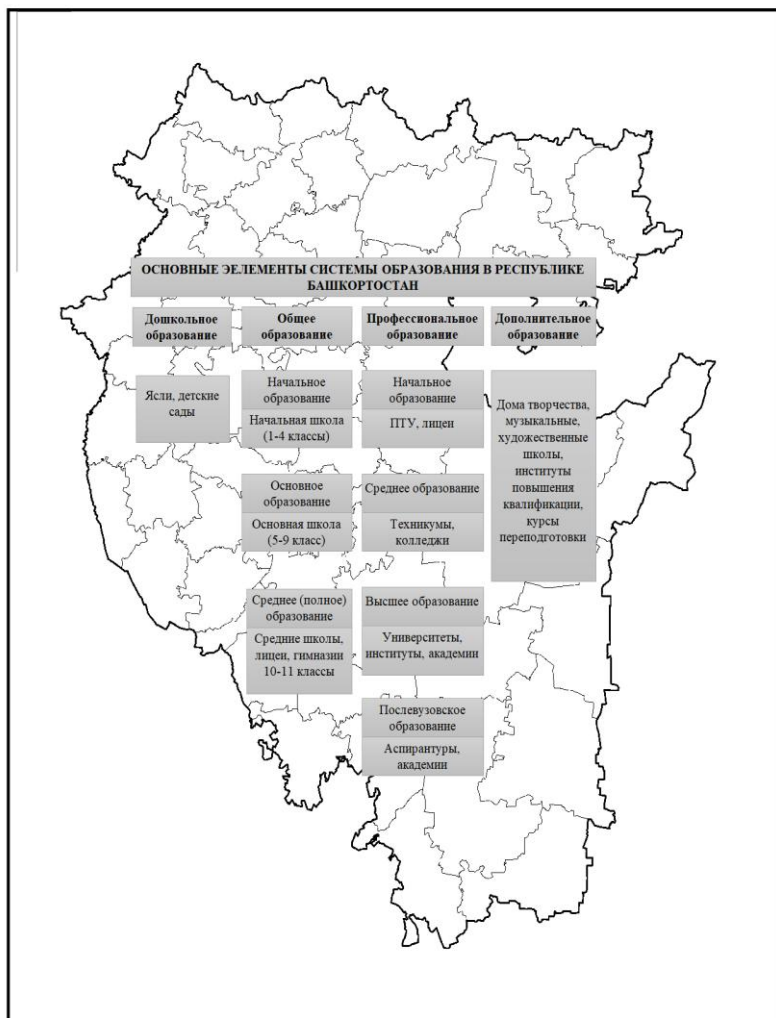 ОСНОВНЫЕ ЭЕЛЕМЕНТЫ СИСТЕМЫ ОБРАЗОВАНИЯ В РЕСПУБЛИКЕ
БАШКОРТОСТАН
Дошкольное
образование
Ясли, детские
сады
Общее
образование
Начальное
образование
Начальная школа
(1-4 классы)
Основное
образование
Основная школа
(5-9 класс)
Среднее (полное)
образование
Средние школы,
лицеи, гимназии
10-11 классы
Профессиональное
образование
Начальное
образование
ПТУ, лицеи
Среднее образование
Техникумы,
колледжи
Высшее образование
Университеты,
институты, академии
Послевузовское
образование
Аспирантуры,
академии
Дополнительное
образование
Дома творчества,
музыкальные,
художественные
школы,
институты
повышения
квалификации,
курсы
переподготовки